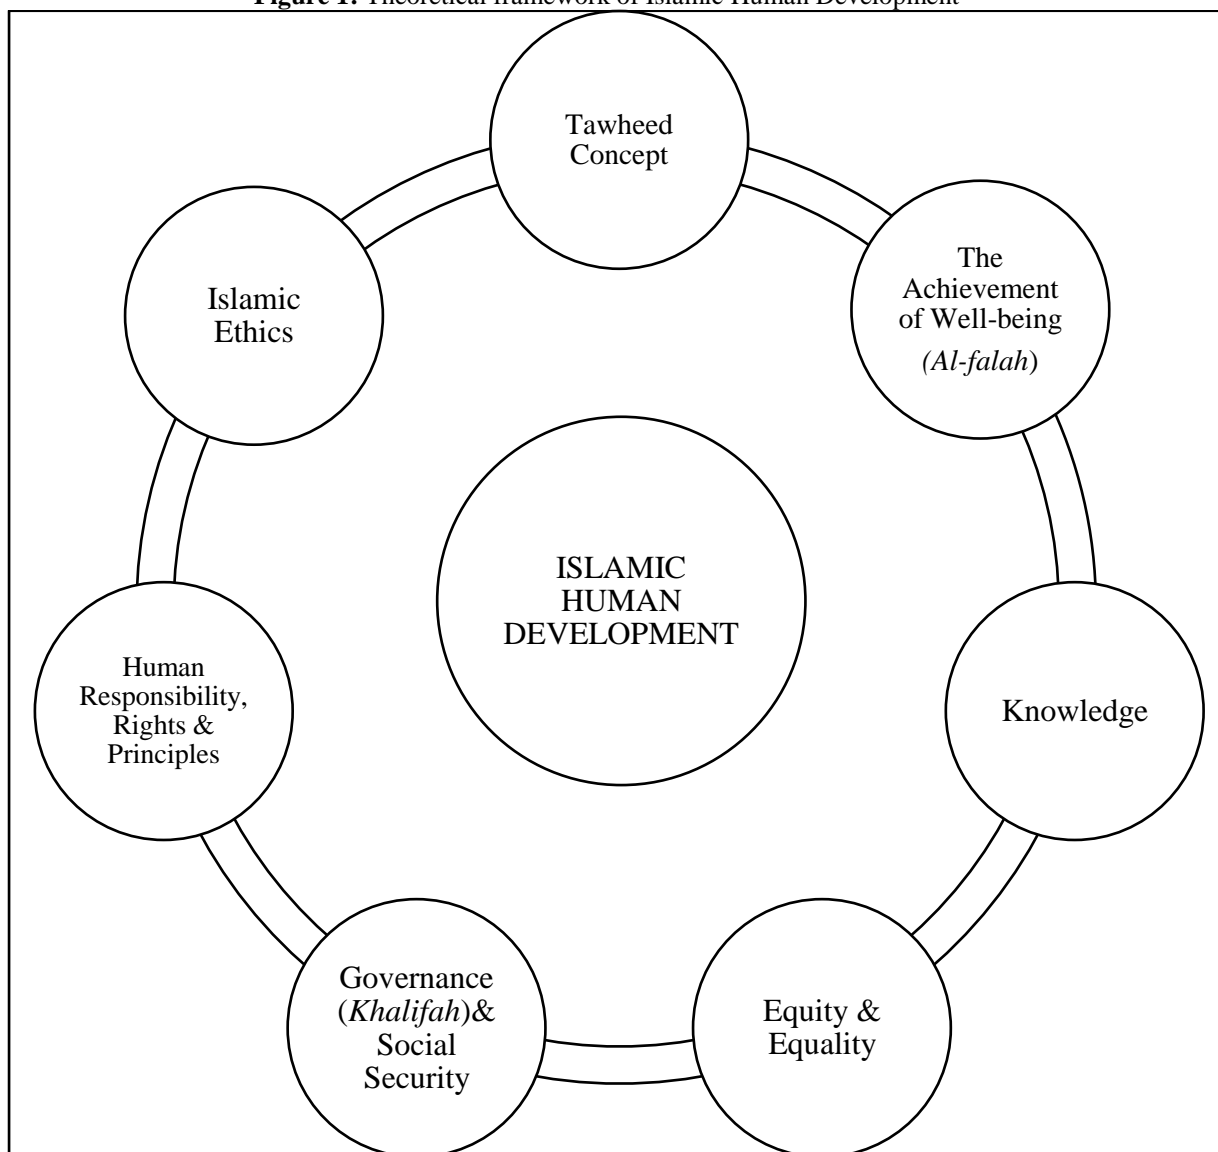 Figure 1: Theoretical framework of Islamic Human Development
Tawheed
Concept
The
Achievement
of Well-being
(Al-falah)
Knowledge
Equity &
Equality
Governance
(Khalifah)&
Social
Security
Human
Responsibility,
Rights &
Principles
Islamic
Ethics
ISLAMIC
HUMAN
DEVELOPMENT